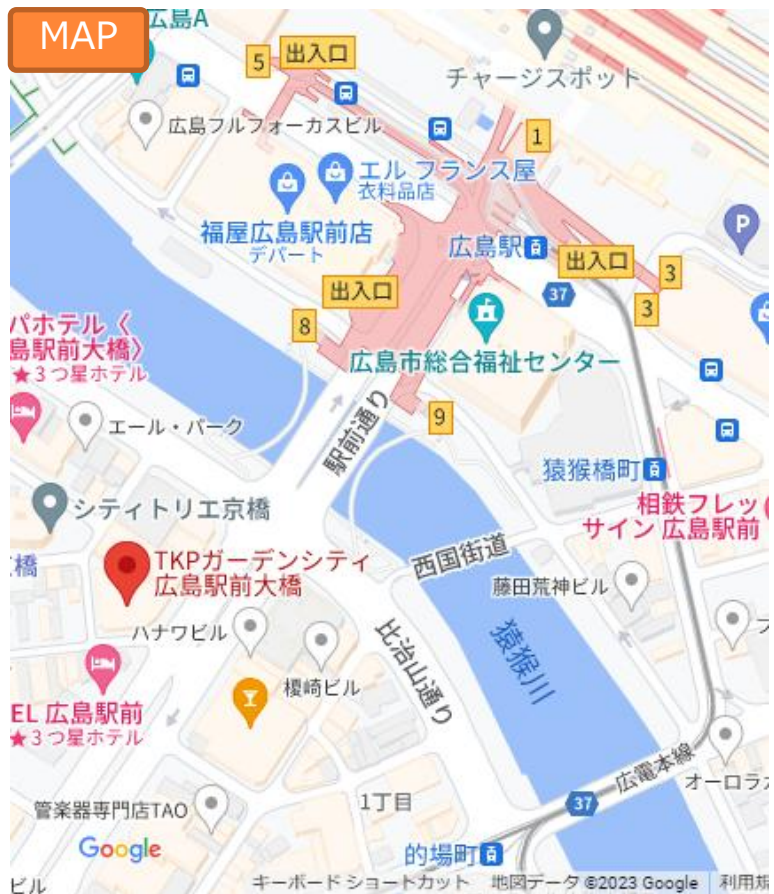 MAP
広島A
5
出入口
チャージスポット
広島フルフォーカスビル
1
エル フランス屋
衣料品店
P
福屋広島駅前店
デパート
広島駅
出入口
3
37
3
出入口
8
パホテル〈
島駅前大橋〉
★3つ星ホテル
広島市総合福祉センター
エール・パーク
9
駅前通り
猿猴橋町
シティトリエ京橋
相鉄フレッ
サイン 広島駅前
橋
TKPガーデンシティ
広島駅前大橋
西国街道
藤田荒神ビル
ハナワビル
フ
比治山通り
猿猴川
榎崎ビル
EL 広島駅前
★3つ星ホテル
広電本線
オーロラ
1丁目
37
管楽器専門店TAO
Google
的場町
ビル
キーボード ショートカット
地図データ ©2023 Google
利用規